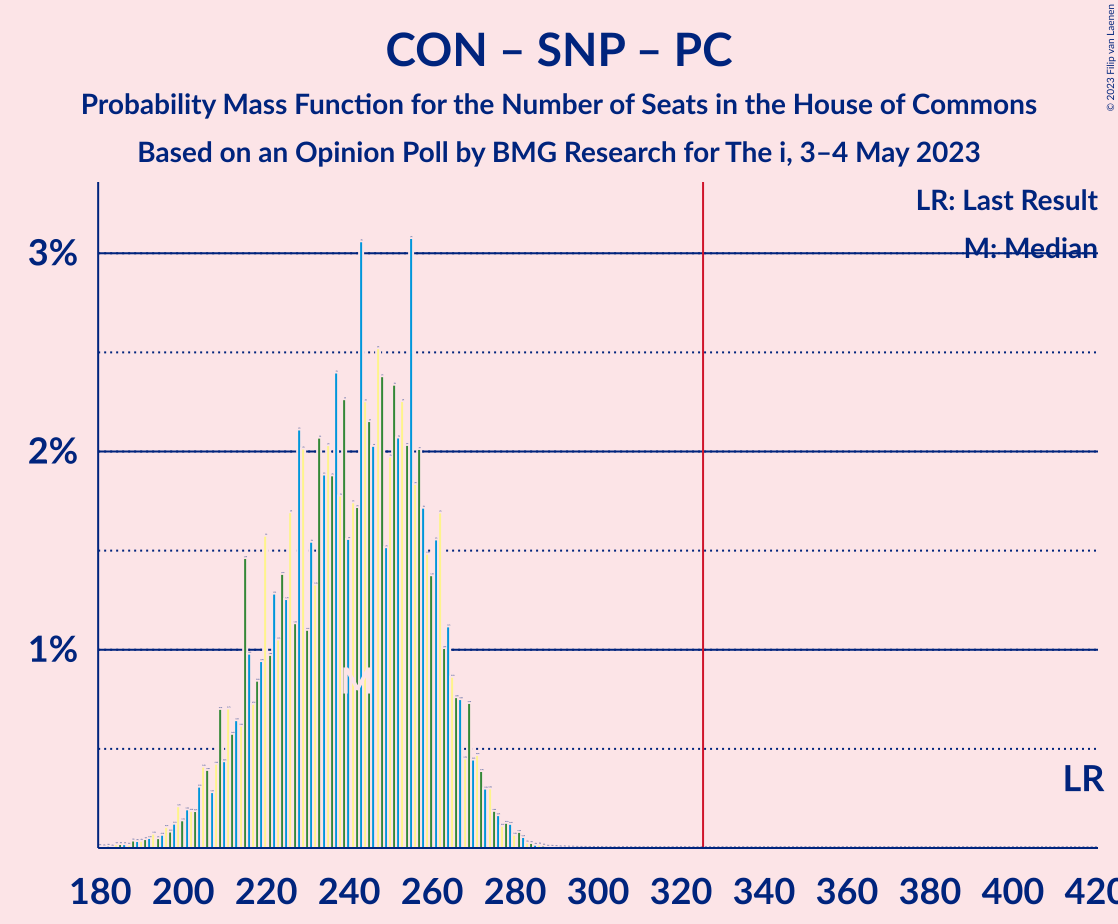 CON – SNP – PC
Probability Mass Function for the Number of Seats in the House of Commons
Based on an Opinion Poll by BMG Research for The i, 3–4 May 2023
© 2023 Filip van Laenen
LR: Last Result
M: Median
3%
2%
1%
M
LR
180 200 220 240 260 280 300 320 340 360 380 400 420